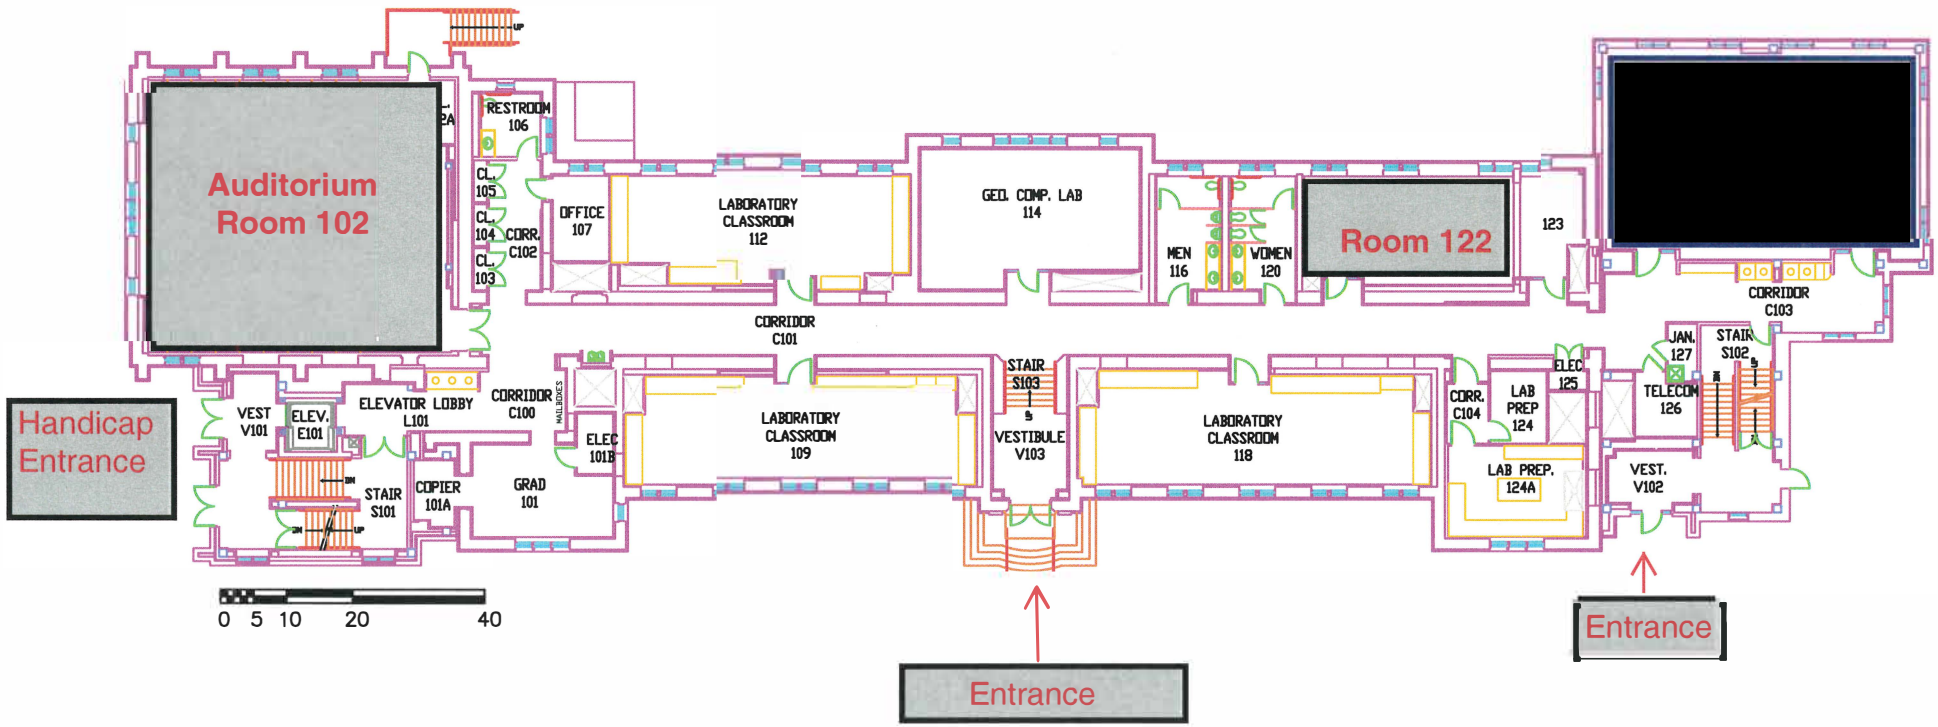 UP
RESTROOM
106
Auditorium
Room 102
2A
CL.
105
CL.
104
CL.
103
CORR.
C102
OFFICE
107
LABORATORY
CLASSROOM
112
GEO. COMP. LAB
114
MEN
116
WOMEN
120
Room 122
123
CORRIDOR
C103
CORRIDOR
C101
JAN.
127
STAIR
S102
TELECOM
126
DN
ELEC
125
Handicap
Entrance
VEST
V101
ELEV.
E101
ELEVATOR LOBBY
L101
CORRIDOR
C100
MAILBOXES
ELEC
101B
LABORATORY
CLASSROOM
109
STAIR
S103
VESTIBULE
V103
LABORATORY
CLASSROOM
118
CORR.
C104
LAB
PREP
124
LAB PREP.
124A
VEST.
V102
DN
STAIR
S101
DN
UP
COPIER
101A
GRAD
101
0 5 10 20 40
Entrance
Entrance